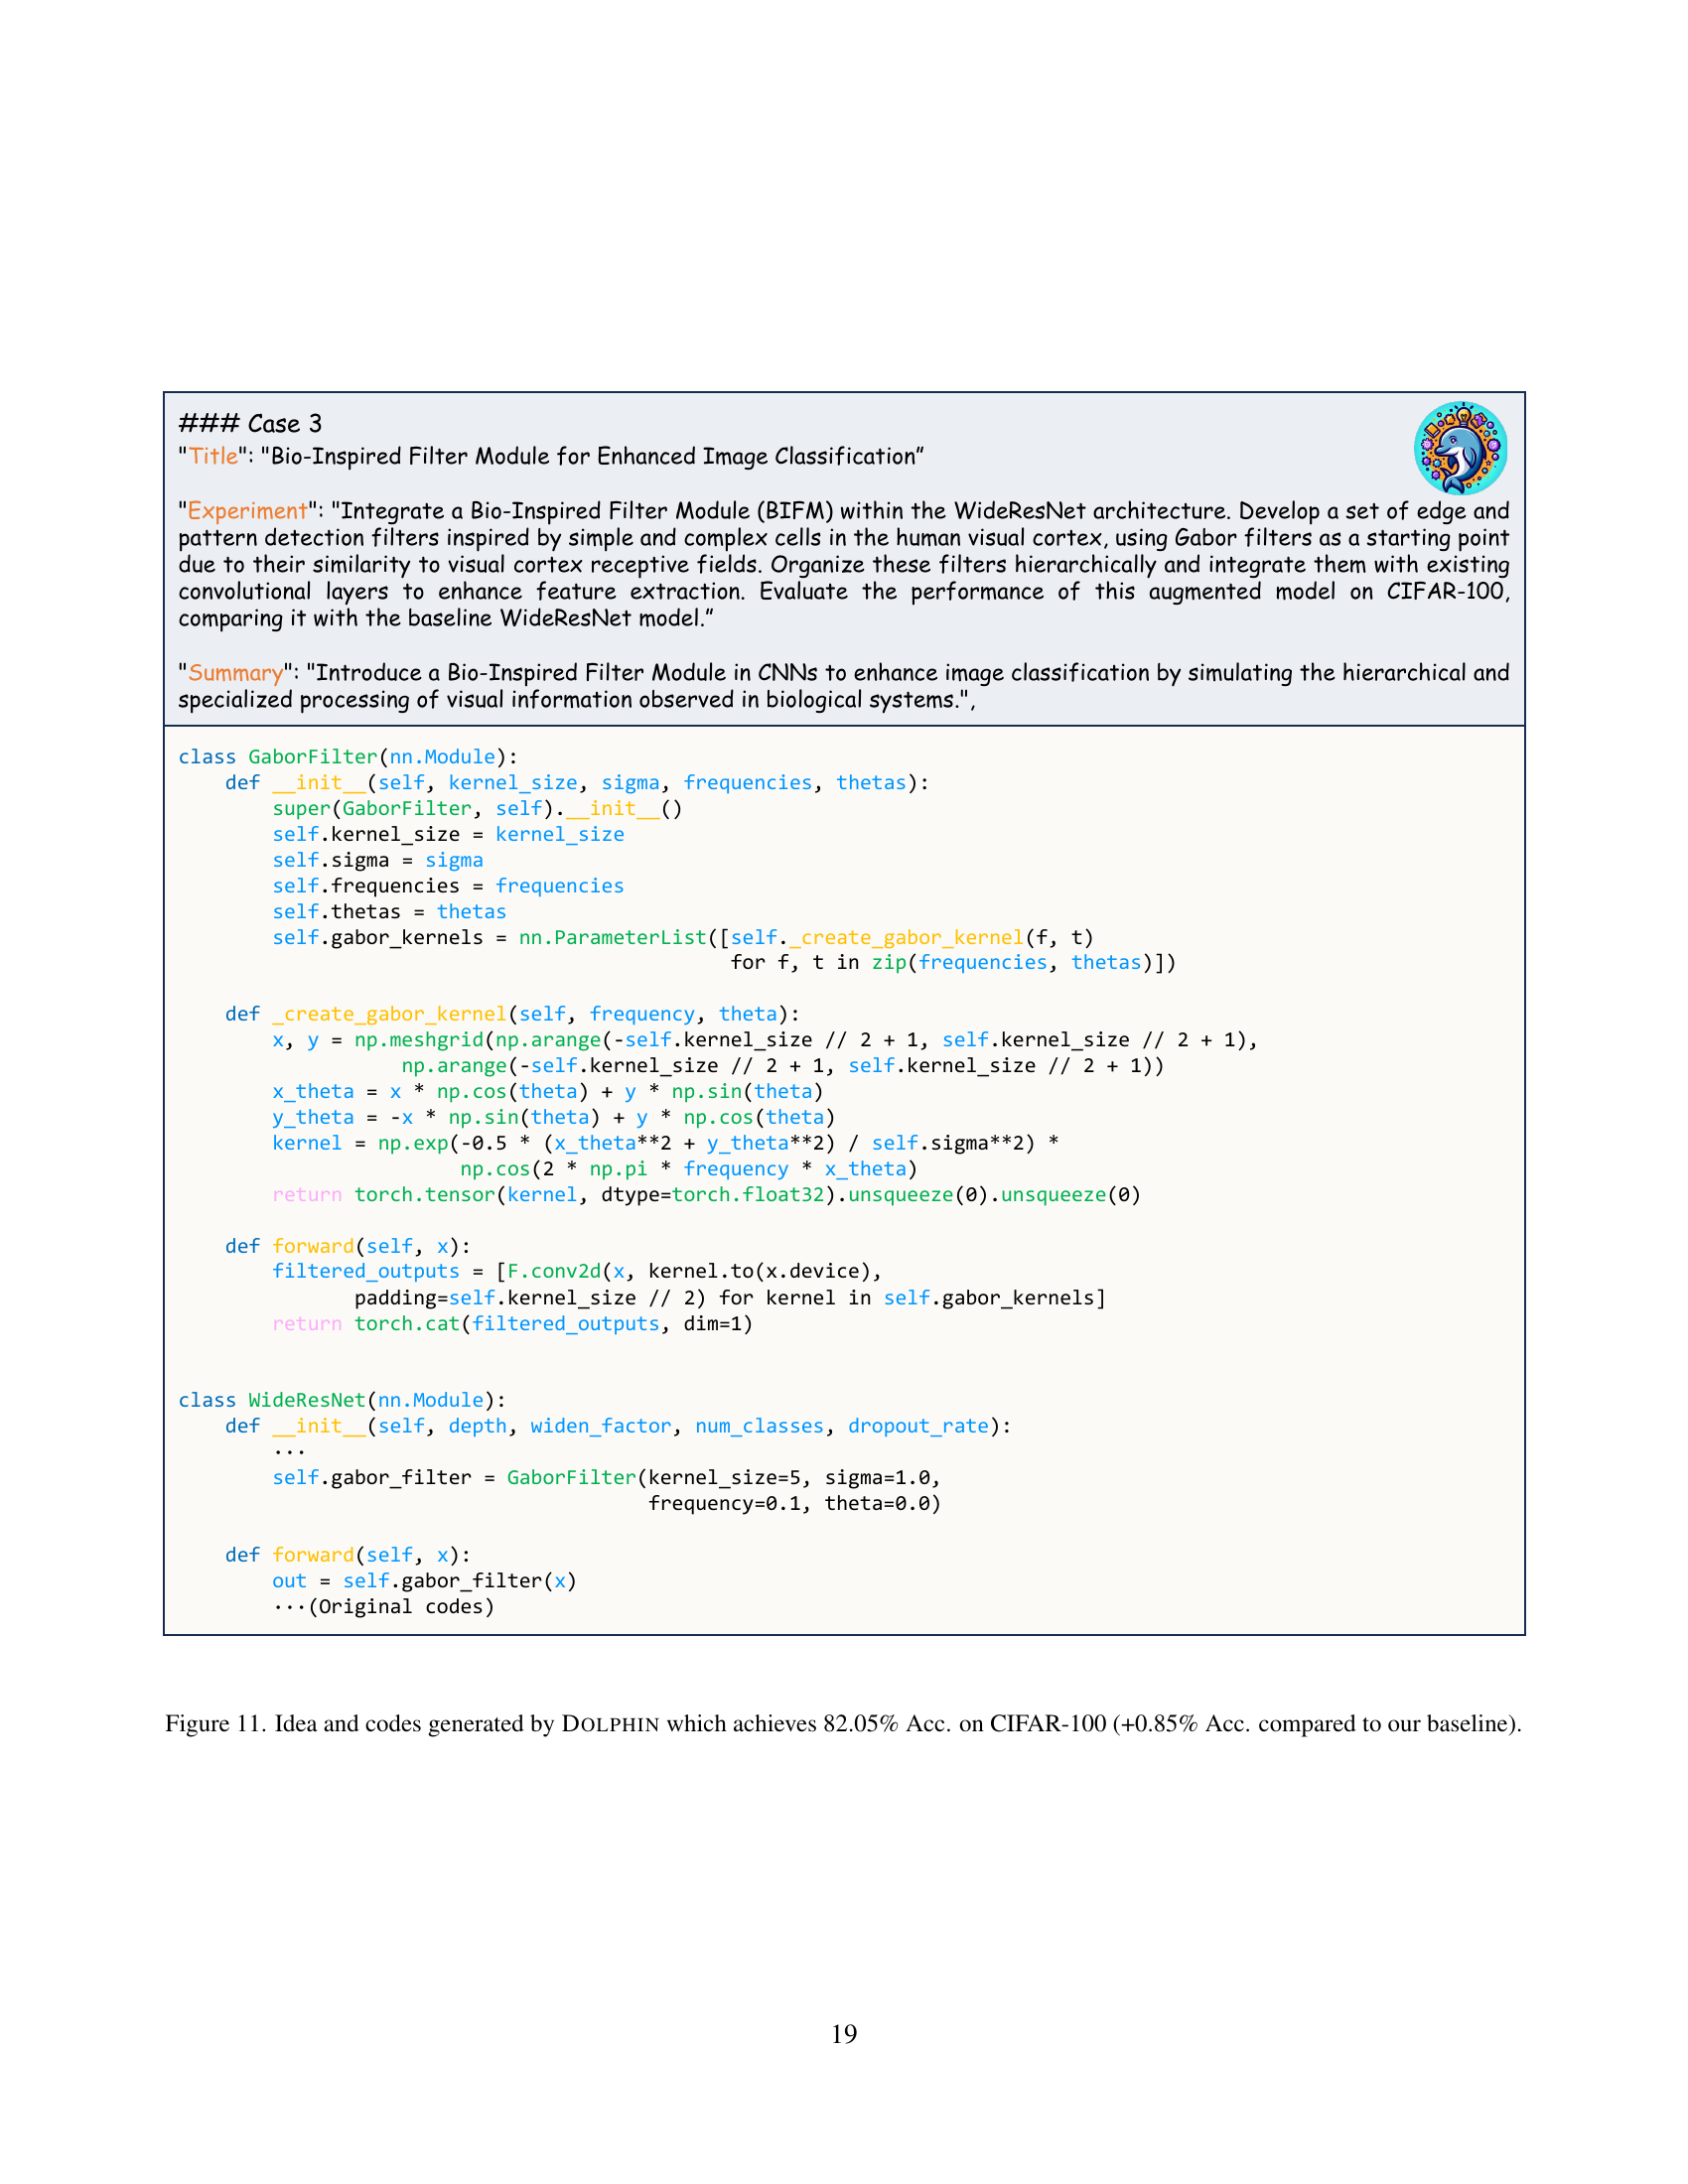 ### Case 3
"Title": "Bio-Inspired Filter Module for Enhanced Image Classification”
"Experiment": "Integrate a Bio-Inspired Filter Module (BIFM) within the WideResNet architecture. Develop a set of edge and
pattern detection filters inspired by simple and complex cells in the human visual cortex, using Gabor filters as a starting point
due to their similarity to visual cortex receptive fields. Organize these filters hierarchically and integrate them with existing
convolutional layers to enhance feature extraction. Evaluate the performance of this augmented model on CIFAR-100,
comparing it with the baseline WideResNet model.”
"Summary": "Introduce a Bio-Inspired Filter Module in CNNs to enhance image classification by simulating the hierarchical and
specialized processing of visual information observed in biological systems.",
class GaborFilter(nn.Module):
    def __init__(self, kernel_size, sigma, frequencies, thetas):
        super(GaborFilter, self).__init__()
        self.kernel_size = kernel_size
        self.sigma = sigma
        self.frequencies = frequencies
        self.thetas = thetas
        self.gabor_kernels = nn.ParameterList([self._create_gabor_kernel(f, t)
                                               for f, t in zip(frequencies, thetas)])
    def _create_gabor_kernel(self, frequency, theta):
        x, y = np.meshgrid(np.arange(-self.kernel_size // 2 + 1, self.kernel_size // 2 + 1),
                   np.arange(-self.kernel_size // 2 + 1, self.kernel_size // 2 + 1))
        x_theta = x * np.cos(theta) + y * np.sin(theta)
        y_theta = -x * np.sin(theta) + y * np.cos(theta)
        kernel = np.exp(-0.5 * (x_theta**2 + y_theta**2) / self.sigma**2) *
                        np.cos(2 * np.pi * frequency * x_theta)
        return torch.tensor(kernel, dtype=torch.float32).unsqueeze(0).unsqueeze(0)
    def forward(self, x):
        filtered_outputs = [F.conv2d(x, kernel.to(x.device),
               padding=self.kernel_size // 2) for kernel in self.gabor_kernels]
        return torch.cat(filtered_outputs, dim=1)
class WideResNet(nn.Module):
    def __init__(self, depth, widen_factor, num_classes, dropout_rate):
        ···
        self.gabor_filter = GaborFilter(kernel_size=5, sigma=1.0,
                                        frequency=0.1, theta=0.0)
    def forward(self, x):
        out = self.gabor_filter(x)
        ···(Original codes)
Figure 11. Idea and codes generated by DOLPHIN which achieves 82.05% Acc. on CIFAR-100 (+0.85% Acc. compared to our baseline).
19